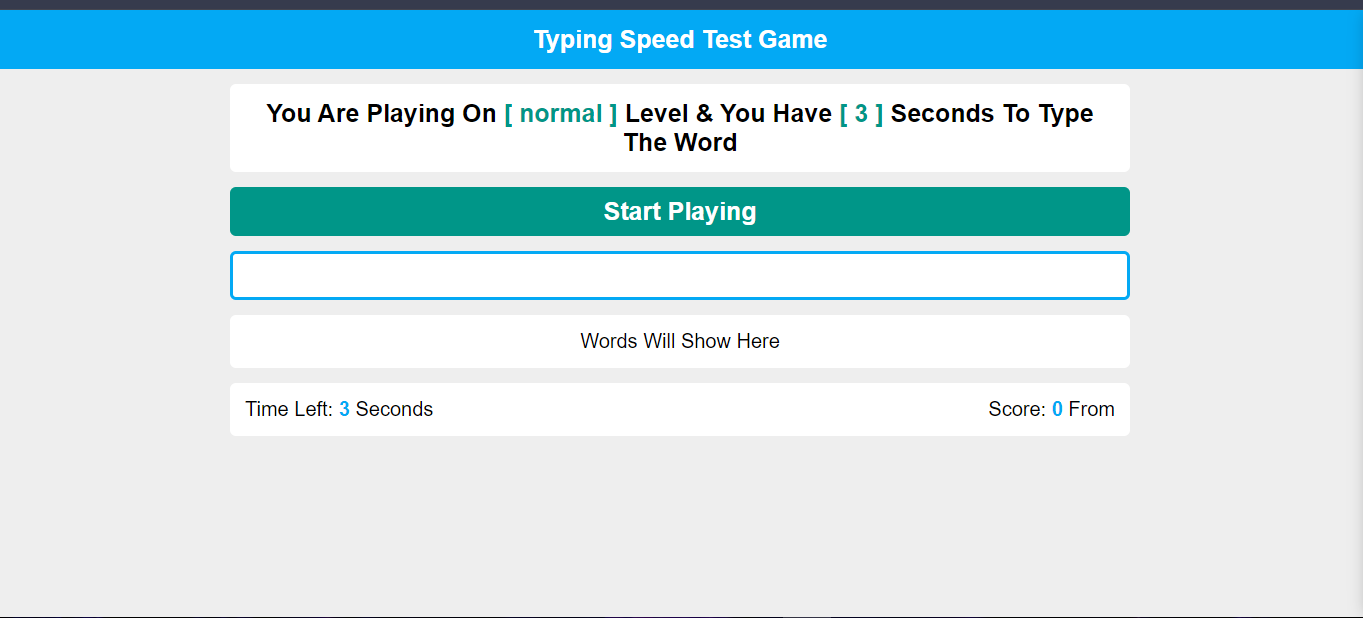 Typing Speed Test Game
You Are Playing On [ normal ] Level & You Have [ 3 ] Seconds To Type
The Word
Start Playing
Words Will Show Here
Time Left: 3 Seconds
Score: 0 From